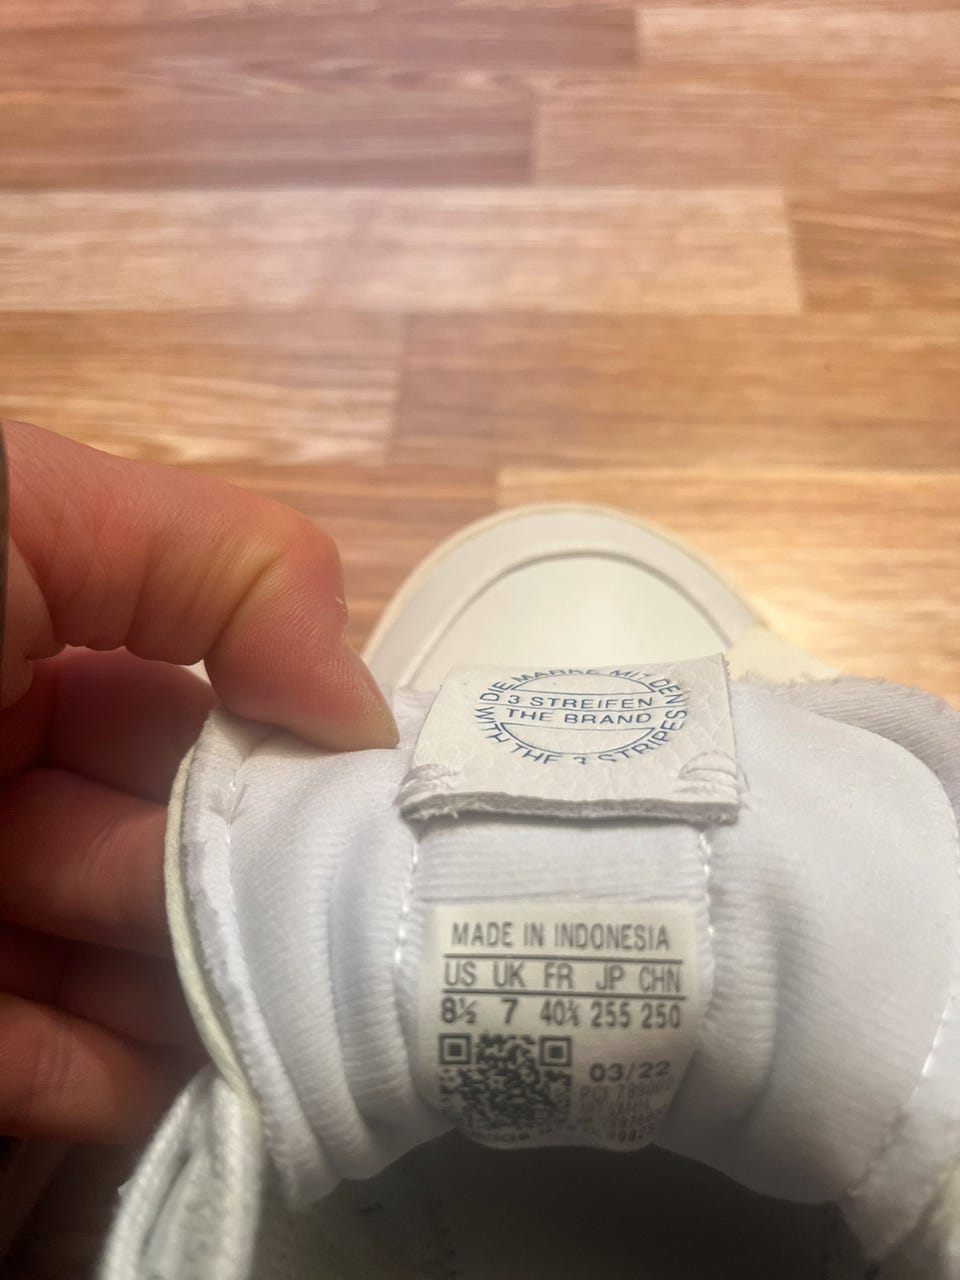 DIE MARKE MIT DEN
3 STREIFEN
THE BRAND
WITH THE 3 STRIPES
MADE IN INDONESIA
US UK FR JP CHN
8½ 7 40⅔ 255 250
03/22